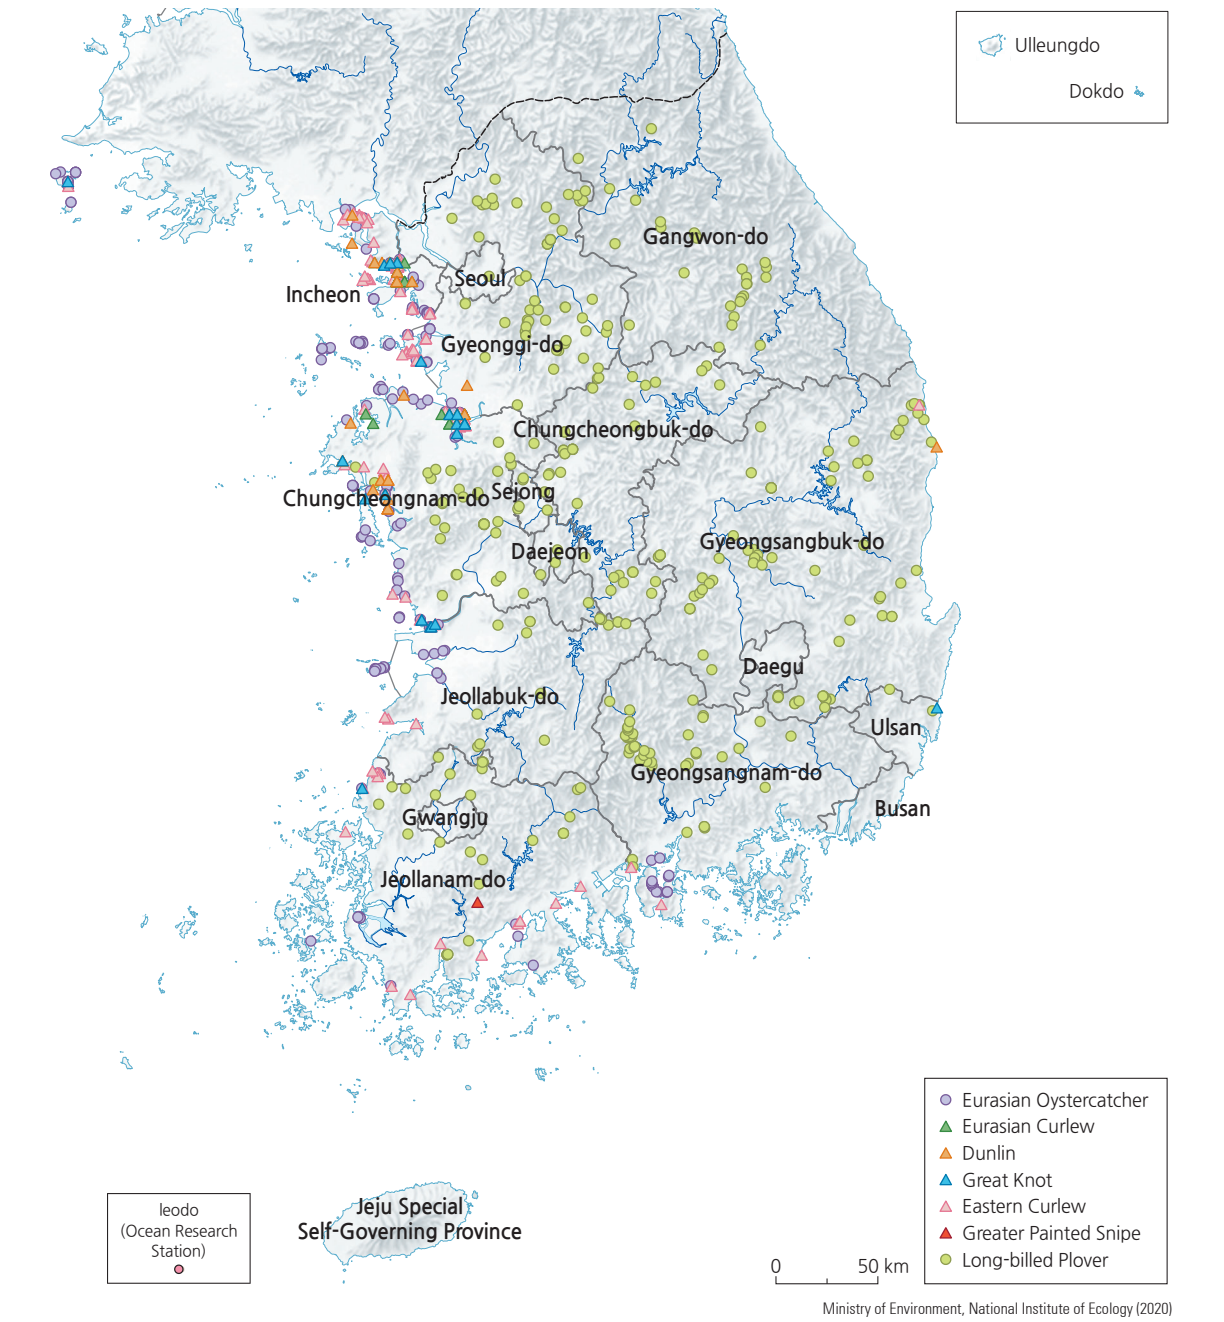 Ulleungdo
Dokdo
Gangwon-do
Seoul
Incheon
Gyeonggi-do
Chungcheongbuk-do
Chungcheongnam-do
Sejong
Daejeon
Gyeongsangbuk-do
Daegu
Jeollabuk-do
Ulsan
Gyeongsangnam-do
Busan
Gwangju
Jeollanam-do
Jeju Special
Self-Governing Province
Ieodo
(Ocean Research
Station)
Eurasian Oystercatcher
Eurasian Curlew
Dunlin
Great Knot
Eastern Curlew
Greater Painted Snipe
Long-billed Plover
0 50 km
Ministry of Environment, National Institute of Ecology (2020)